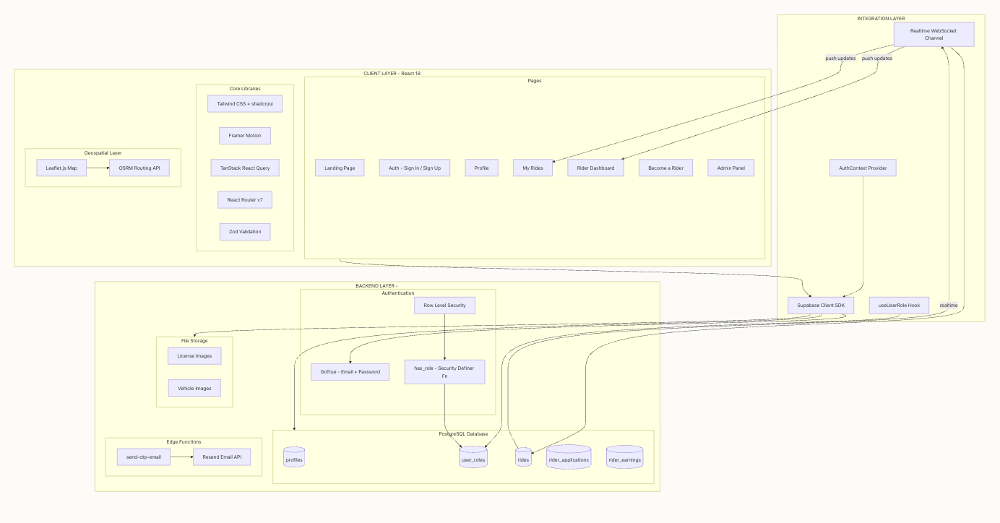 INTEGRATION LAYER
Realtime WebSocket
Channel
push updates
push updates
CLIENT LAYER - React 18
Pages
Core Libraries
Tailwind CSS + shadcn/ui
Framer Motion
TanStack React Query
React Router v7
Zod Validation
Geospatial Layer
Leaflet.js Map
OSRM Routing API
Landing Page
Auth - Sign In / Sign Up
Profile
My Rides
Rider Dashboard
Become a Rider
Admin Panel
AuthContext Provider
Supabase Client SDK
useUserRole Hook
realtime
BACKEND LAYER -
Authentication
Row Level Security
GoTrue - Email + Password
has_role - Security Definer
Fn
File Storage
License Images
Vehicle Images
Edge Functions
send-otp-email
Resend Email API
PostgreSQL Database
profiles
user_roles
rides
rider_applications
rider_earnings